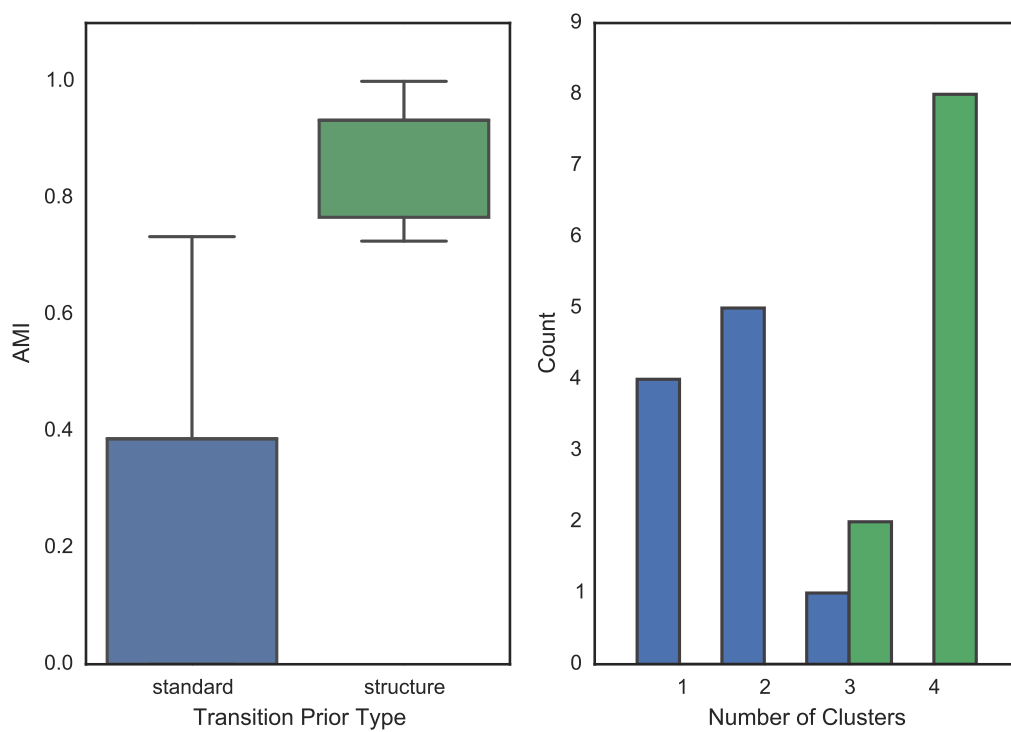 1.0
0.8
0.6
0.4
0.2
0.0
AMI
standard structure
Transition Prior Type
9
8
7
6
5
4
3
2
1
0
Count
1 2 3 4
Number of Clusters